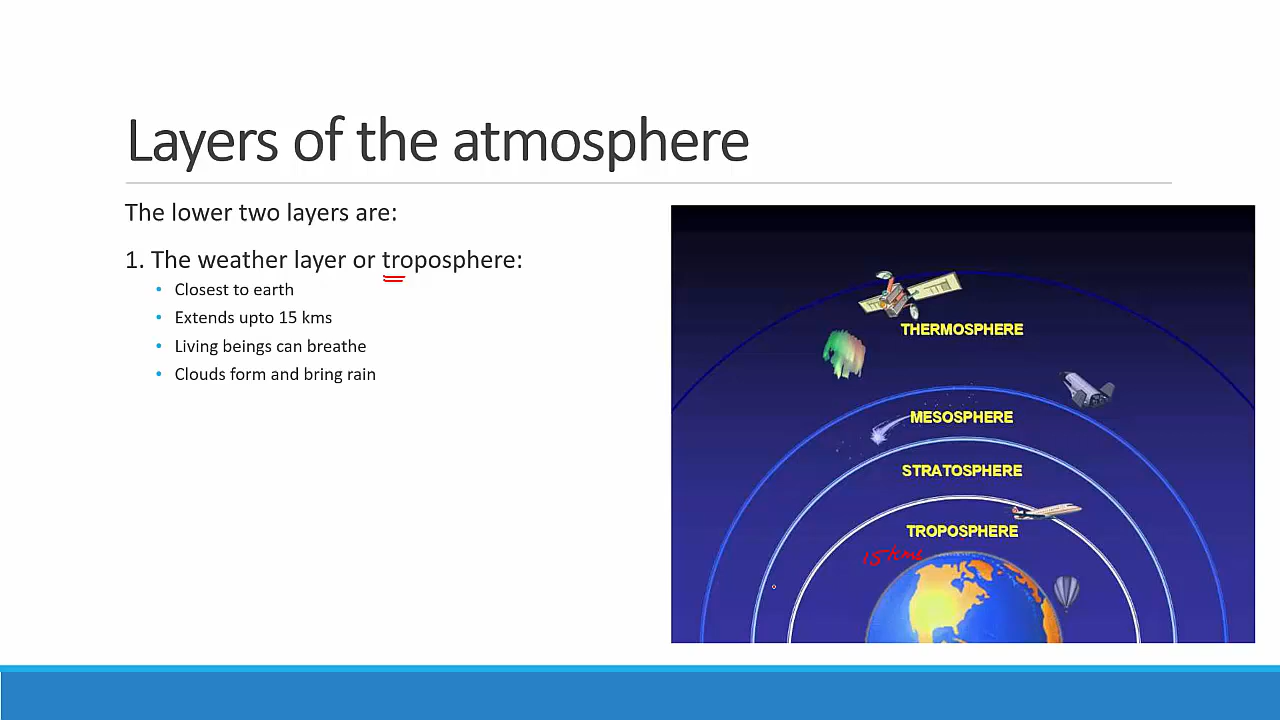 Layers of the atmosphere
The lower two layers are:
1. The weather layer or troposphere:
• Closest to earth
• Extends upto 15 kms
• Living beings can breathe
• Clouds form and bring rain
THERMOSPHERE
MESOSPHERE
STRATOSPHERE
TROPOSPHERE
15 kms